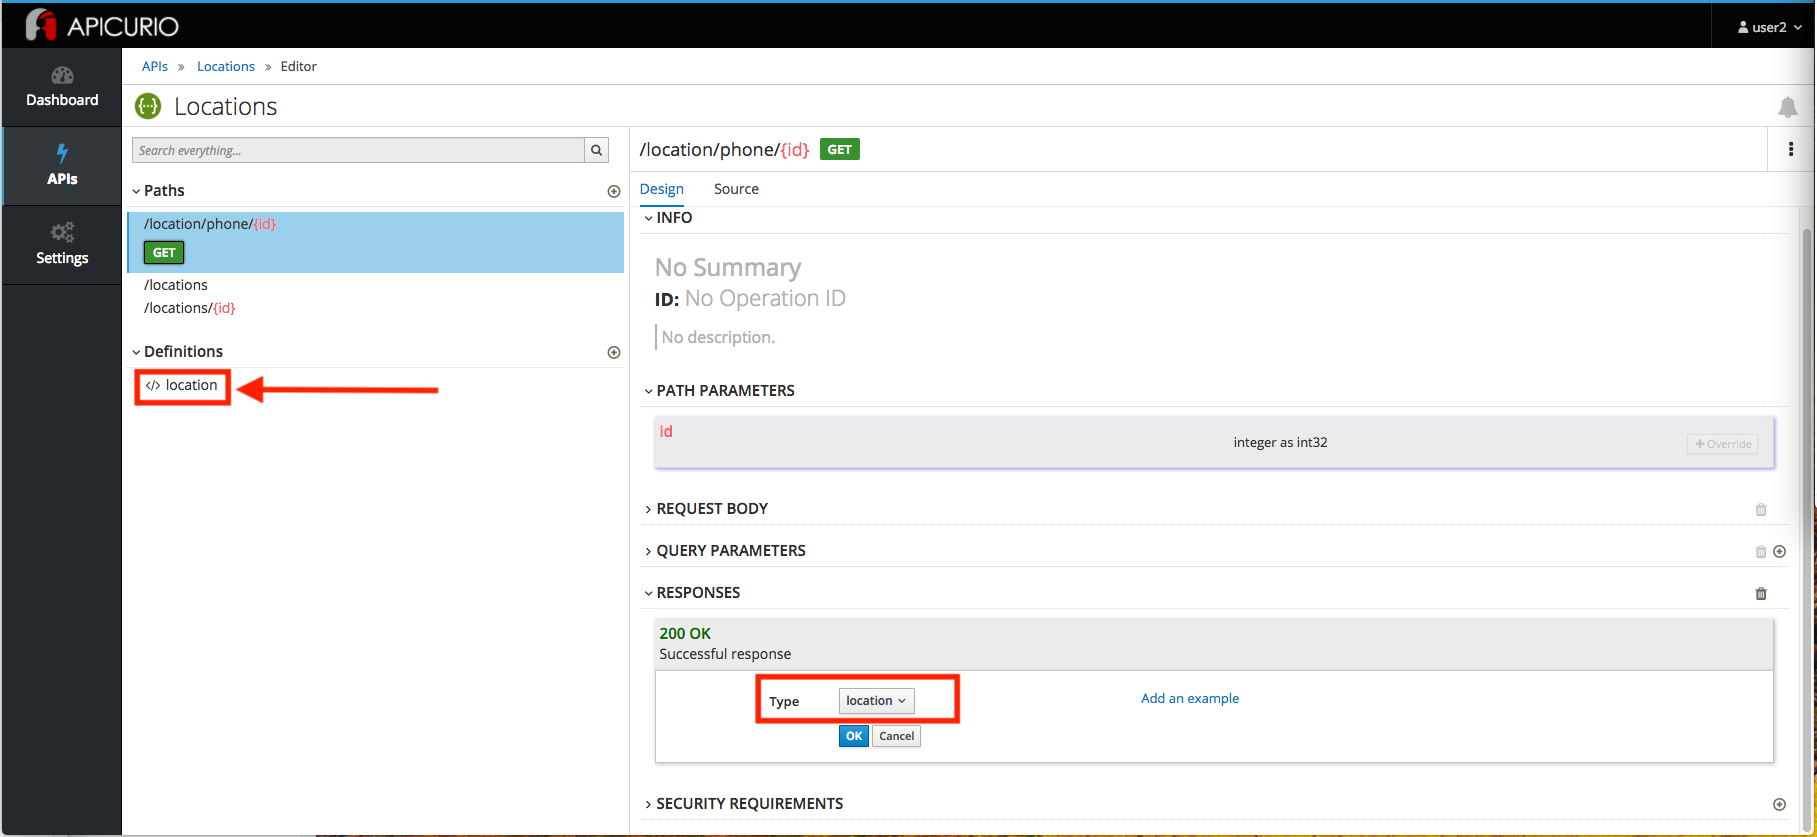 APICURIO
user2
Dashboard
APIs
Settings
APIs » Locations » Editor
{···} Locations
Search everything...
Paths
/location/phone/{id}
GET
/locations
/locations/{id}
Definitions
</> location
/location/phone/{id} GET
Design Source
INFO
No Summary
ID: No Operation ID
No description.
PATH PARAMETERS
id integer as int32 Override
REQUEST BODY
QUERY PARAMETERS
RESPONSES
200 OK
Successful response
Type location Add an example
OK Cancel
SECURITY REQUIREMENTS